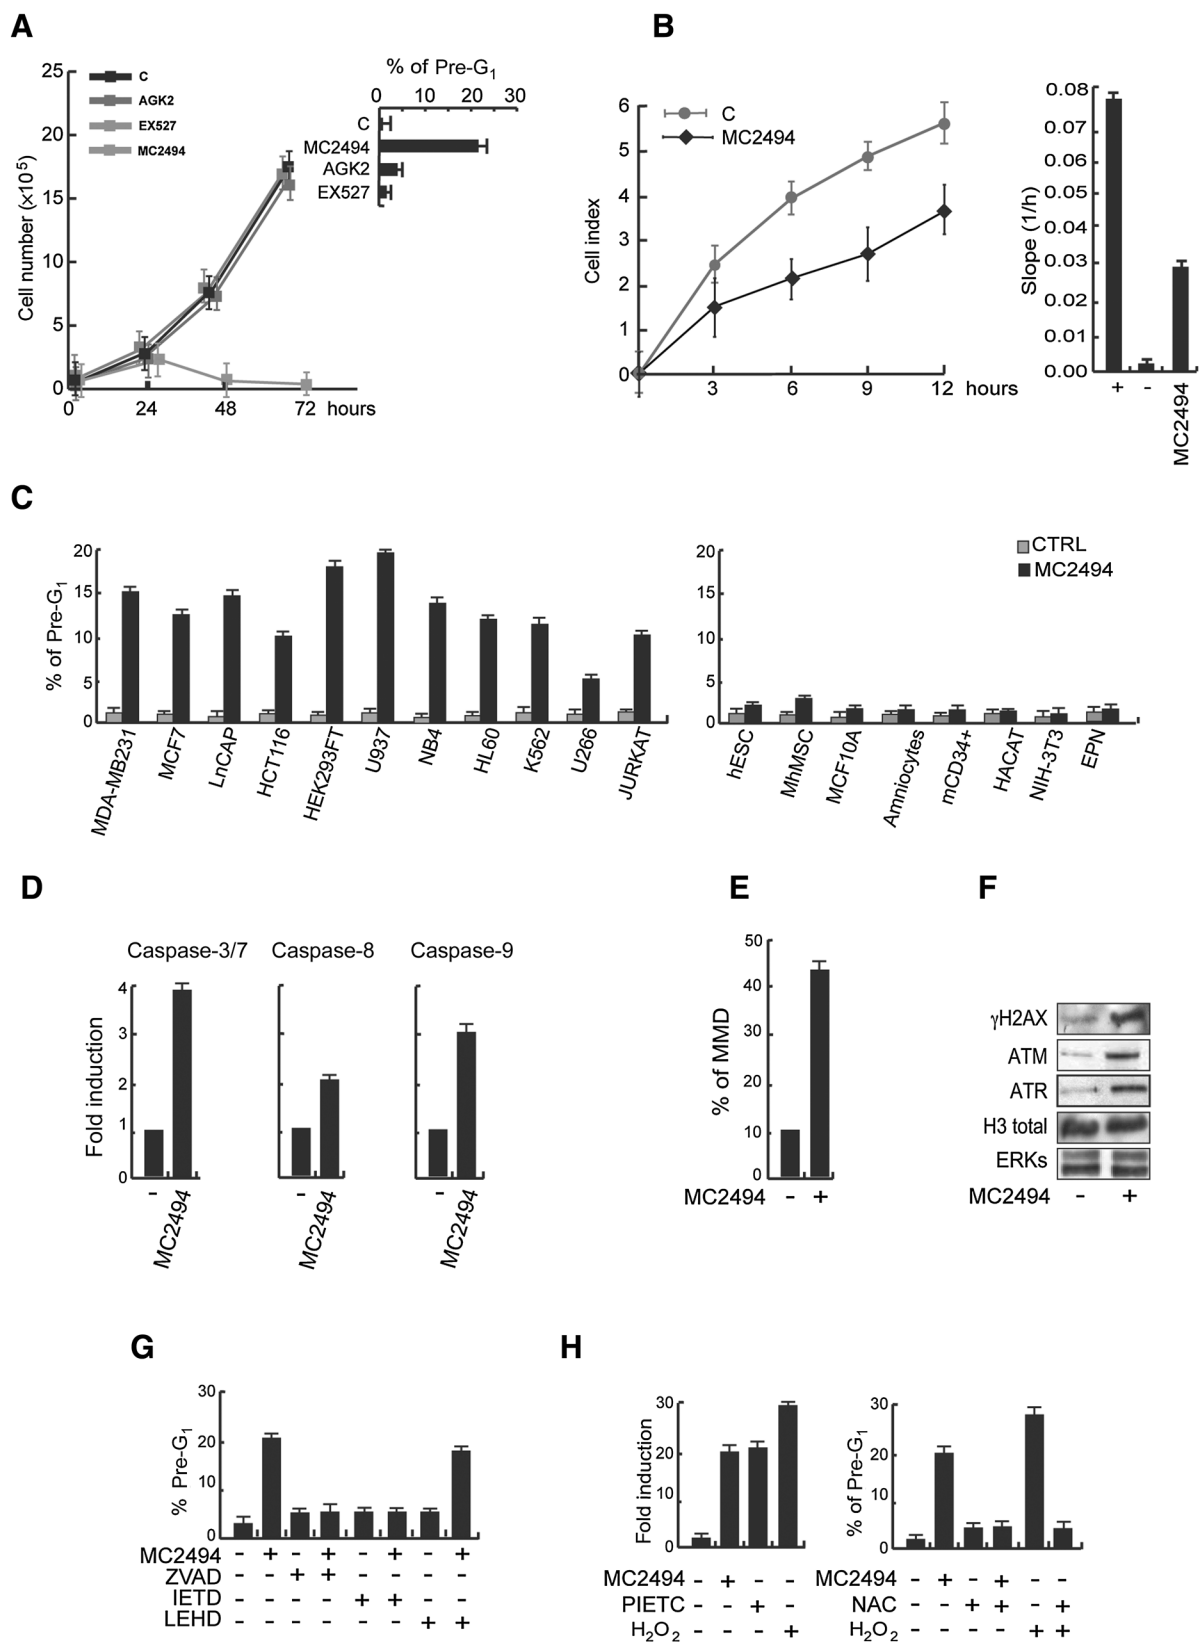 A
C
AGK2
EX527
MC2494
Cell number (×10⁵)
25
20
15
10
5
0
0 24 48 72 hours
% of Pre-G₁
0 10 20 30
C
MC2494
AGK2
EX527
B
C
MC2494
Cell index
6
5
4
3
2
1
0
3 6 9 12 hours
Slope (1/h)
0.08
0.07
0.06
0.05
0.04
0.03
0.02
0.01
0.00
+ - MC2494
C
% of Pre-G₁
20
15
10
5
0
MDA-MB231 MCF7 LnCAP HCT116 HEK293FT U937 NB4 HL60 K562 U266 JURKAT
CTRL
MC2494
20
15
10
5
0
hESC MhMSC MCF10A Amniocytes mCD34+ HACAT NIH-3T3 EPN
D
Caspase-3/7 Caspase-8 Caspase-9
Fold induction
4
3
2
1
0
- MC2494 - MC2494 - MC2494
E
% of MMD
50
40
30
20
10
0
MC2494 - +
F
γH2AX
ATM
ATR
H3 total
ERKs
MC2494 - +
G
% Pre-G₁
30
20
10
0
MC2494 - + - + - + - +
ZVAD - - + + - - - -
IETD - - - - + + - -
LEHD - - - - - - + +
H
Fold induction
30
20
10
0
MC2494 - + - -
PIETC - - + -
H₂O₂ - - - +
% of Pre-G₁
30
20
10
0
MC2494 - + - + - -
NAC - - + + - +
H₂O₂ - - - - + +